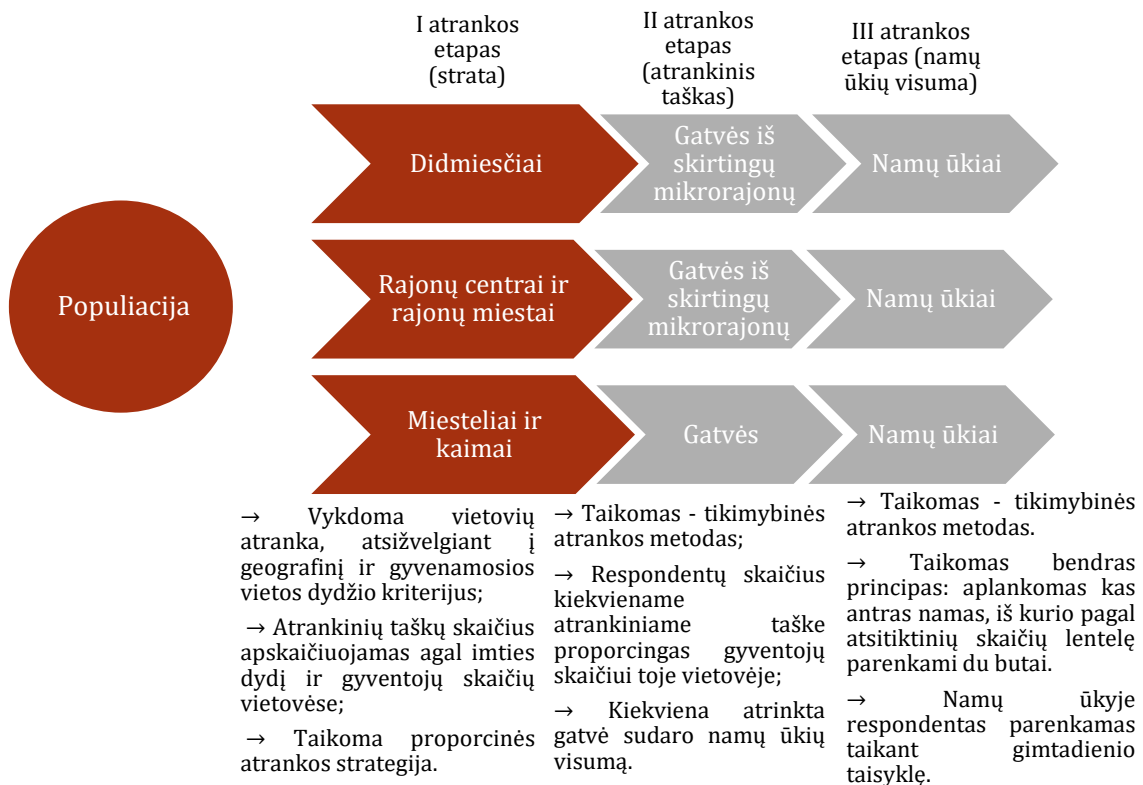 I atrankos
etapas
(strata)
II atrankos
etapas
(atrankinis
taškas)
III atrankos
etapas (namų
ūkių visuma)
Populiacija
Didmiesčiai
Gatvės iš
skirtingų
mikrorajonų
Namų ūkiai
Rajonų centrai ir
rajonų miestai
Gatvės iš
skirtingų
mikrorajonų
Namų ūkiai
Miesteliai ir
kaimai
Gatvės
Namų ūkiai
→ Vykdoma vietovių
atranka, atsižvelgiant į
geografinį ir gyvenamosios
vietos dydžio kriterijus;
→ Atrankinių taškų skaičius
apskaičiuojamas agal imties
dydį ir gyventojų skaičių
vietovėse;
→ Taikoma proporcinės
atrankos strategija.
→ Taikomas - tikimybinės
atrankos metodas;
→ Respondentų skaičius
kiekviename
atrankiniame taške
proporcingas gyventojų
skaičiui toje vietovėje;
→ Kiekviena atrinkta
gatvė sudaro namų ūkių
visumą.
→ Taikomas - tikimybinės
atrankos metodas.
→ Taikomas bendras
principas: aplankomas kas
antras namas, iš kurio pagal
atsitiktinių skaičių lentelę
parenkami du butai.
→ Namų ūkyje
respondentas parenkamas
taikant gimtadienio
taisyklę.